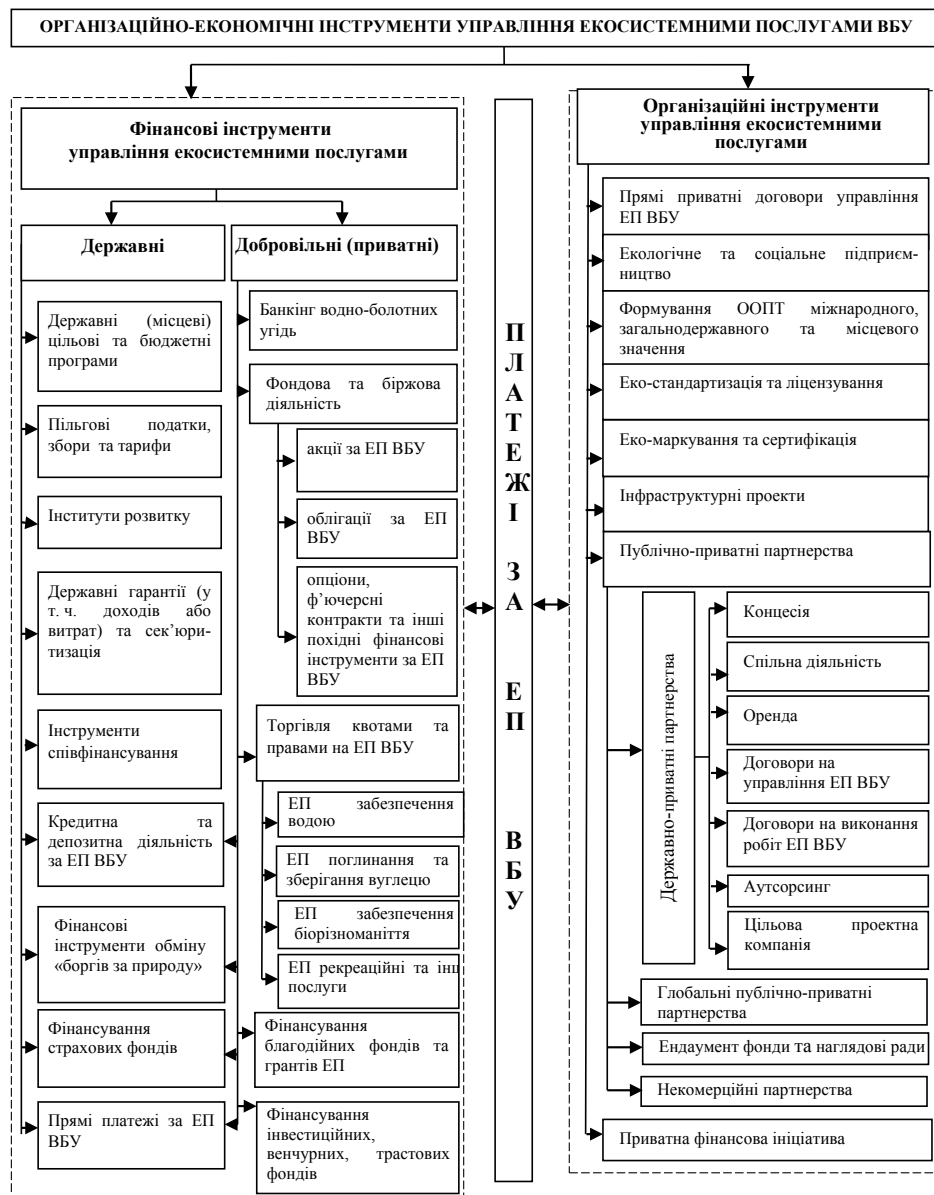 ОРГАНІЗАЦІЙНО-ЕКОНОМІЧНІ ІНСТРУМЕНТИ УПРАВЛІННЯ ЕКОСИСТЕМНИМИ ПОСЛУГАМИ ВБУ
Фінансові інструменти
управління екосистемними послугами
Державні
Державні (місцеві)
цільові та бюджетні
програми
Пільгові податки,
збори та тарифи
Інститути розвитку
Державні гарантії (у
т. ч. доходів або
витрат) та сек’юри-
тизація
Інструменти
співфінансування
Кредитна та
депозитна діяльність
за ЕП ВБУ
Фінансові
інструменти обміну
«боргів за природу»
Фінансування
страхових фондів
Прямі платежі за ЕП
ВБУ
Добровільні (приватні)
Банкінг водно-болотних
угідь
Фондова та біржова
діяльність
акції за ЕП ВБУ
облігації за ЕП
ВБУ
опціони,
ф’ючерсні
контракти та інші
похідні фінансові
інструменти за ЕП
ВБУ
Торгівля квотами та
правами на ЕП ВБУ
ЕП забезпечення
водою
ЕП поглинання та
зберігання вуглецю
ЕП забезпечення
біорізноманіття
ЕП рекреаційні та інш
послуги
Фінансування
благодійних фондів та
грантів ЕП
Фінансування
інвестиційних,
венчурних, трастових
фондів
ПЛАТЕЖІ ЗА ЕП ВБУ
Організаційні інструменти
управління екосистемними
послугами
Прямі приватні договори управління
ЕП ВБУ
Екологічне та соціальне підприєм-
ництво
Формування ООПТ міжнародного,
загальнодержавного та місцевого
значення
Еко-стандартизація та ліцензування
Еко-маркування та сертифікація
Інфраструктурні проекти
Публічно-приватні партнерства
Державно-приватні партнерства
Концесія
Спільна діяльність
Оренда
Договори на
управління ЕП ВБУ
Договори на виконання
робіт ЕП ВБУ
Аутсорсинг
Цільова проектна
компанія
Глобальні публічно-приватні
партнерства
Ендаумент фонди та наглядові ради
Некомерційні партнерства
Приватна фінансова ініціатива